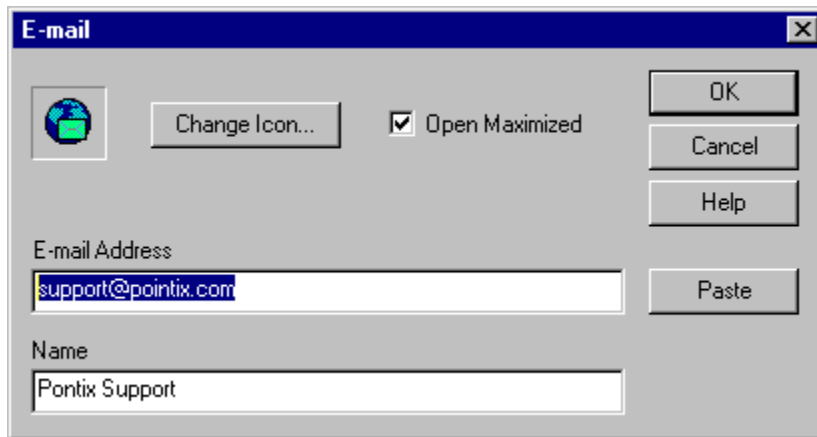 E-mail
Change Icon...
Open Maximized
OK
Cancel
Help
E-mail Address
support@pointix.com
Paste
Name
Pontix Support